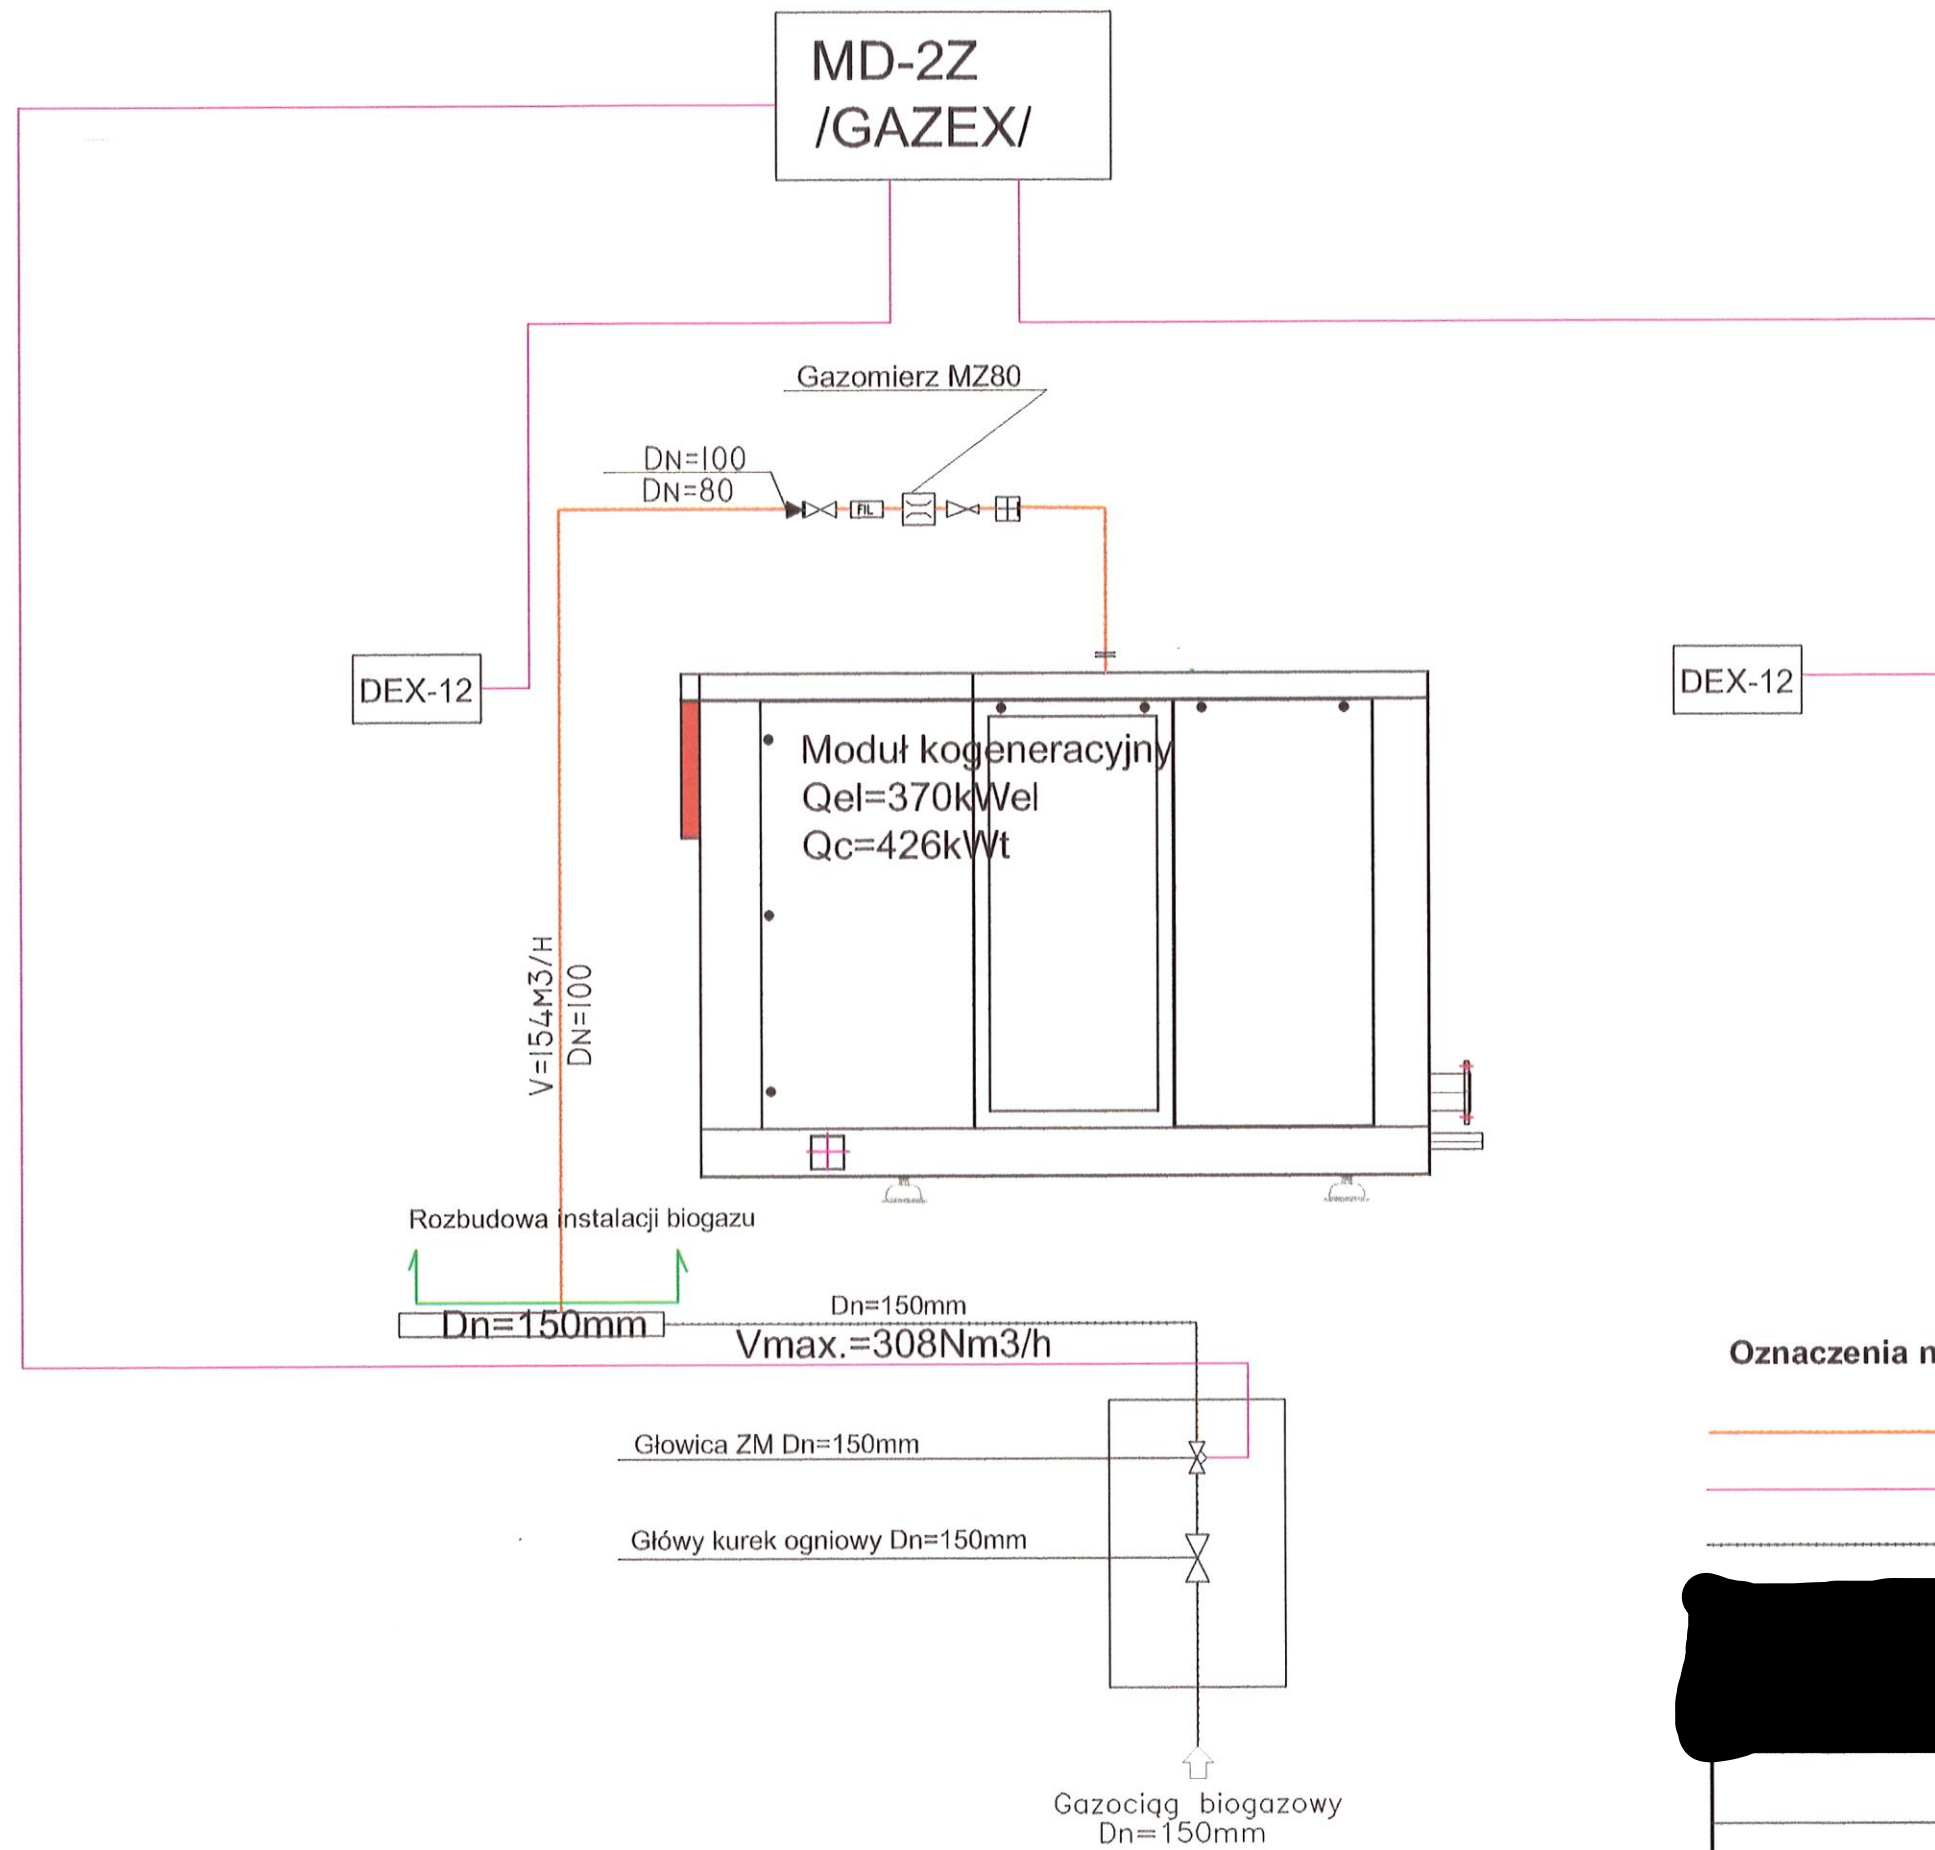 MD-2Z
/GAZEX/
Gazomierz MZ80
DN=100
DN=80
FIL
DEX-12
DEX-12
Moduł kogeneracyjny
Qel=370kWel
Qc=426kWt
V=154M3/H
DN=100
Rozbudowa instalacji biogazu
Dn=150mm
Dn=150mm
Vmax.=308Nm3/h
Oznaczenia
Głowica ZM Dn=150mm
Główy kurek ogniowy Dn=150mm
Gazociąg biogazowy
Dn=150mm